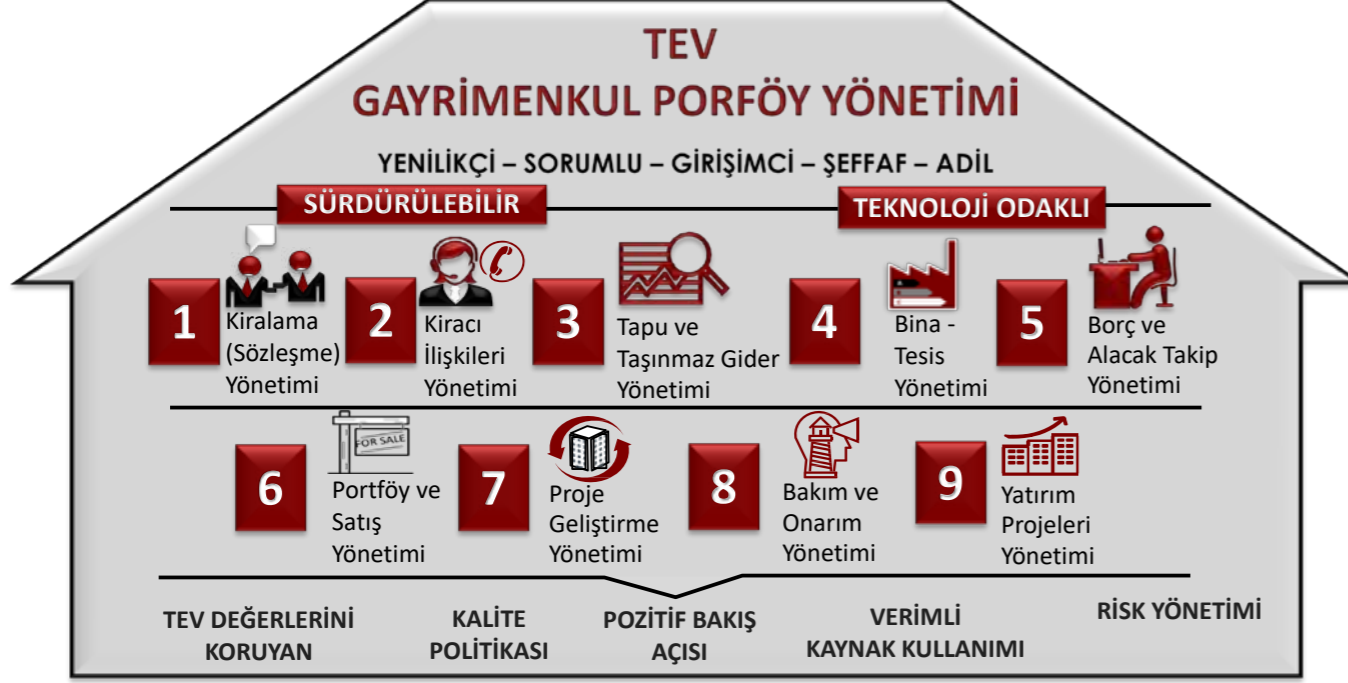 TEV
GAYRİMENKUL PORFÖY YÖNETİMİ
YENİLİKÇİ – SORUMLU – GİRİŞİMCİ – ŞEFFAF – ADİL
SÜRDÜRÜLEBİLİR
TEKNOLOJİ ODAKLI
1
Kiralama
(Sözleşme)
Yönetimi
2
Kiracı
İlişkileri
Yönetimi
3
Tapu ve
Taşınmaz Gider
Yönetimi
4
Bina -
Tesis
Yönetimi
5
Borç ve
Alacak Takip
Yönetimi
6
FOR SALE
Portföy ve
Satış
Yönetimi
7
Proje
Geliştirme
Yönetimi
8
Bakım ve
Onarım
Yönetimi
9
Yatırım
Projeleri
Yönetimi
TEV DEĞERLERİNİ
KORUYAN
KALİTE
POLİTİKASI
POZİTİF BAKIŞ
AÇISI
VERİMLİ
KAYNAK KULLANIMI
RİSK YÖNETİMİ